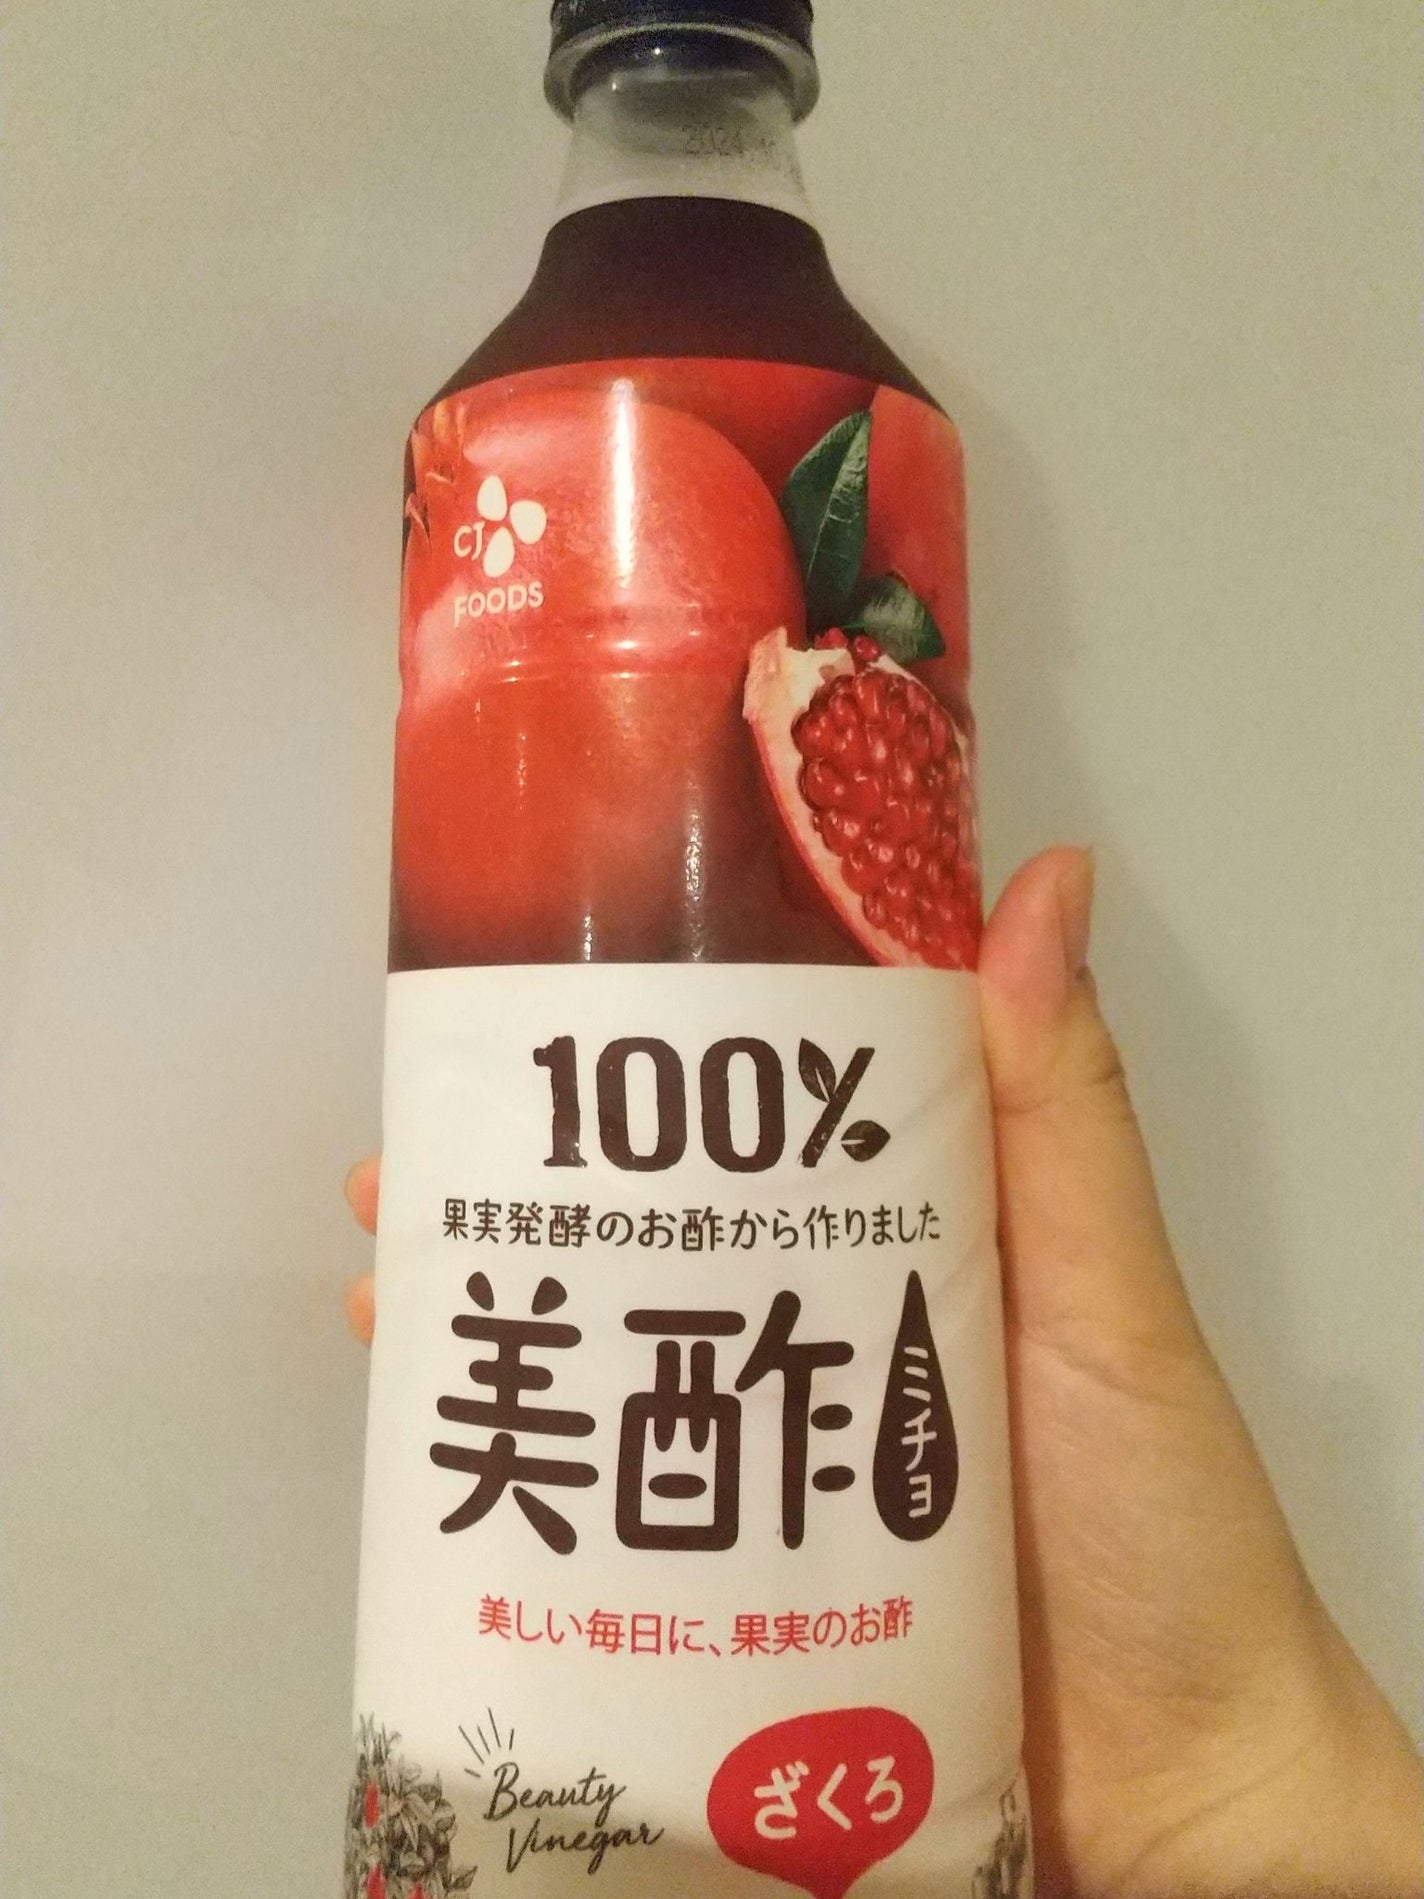 CJ
FOODS
100%
果実発酵のお酢から作りました
美酢
ミチョ
美しい毎日に、果実のお酢
Beauty
Vinegar
ざくろ